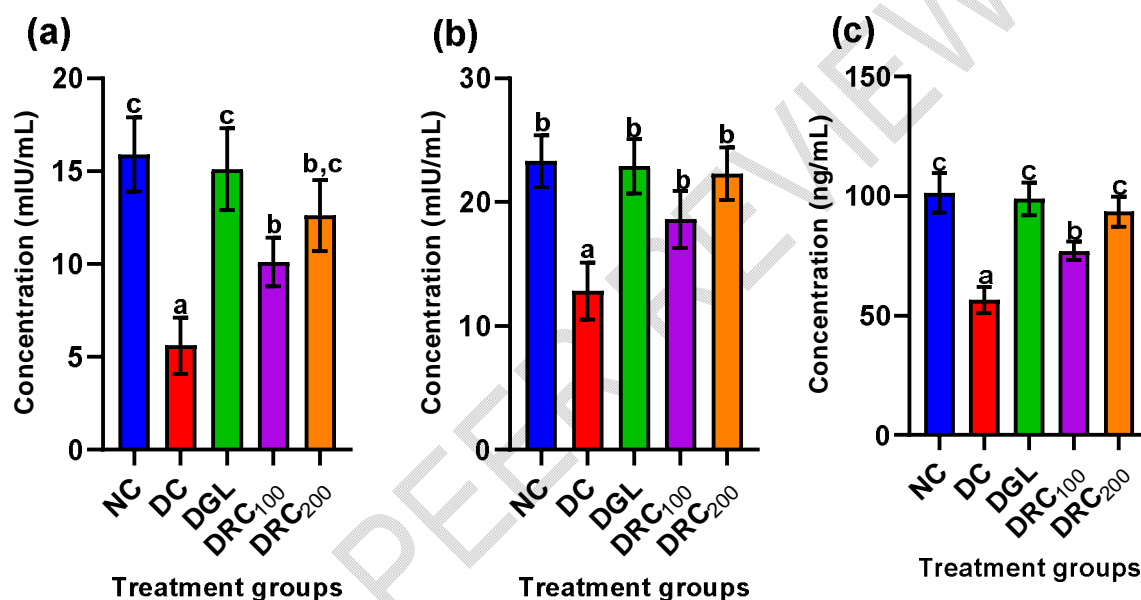 (a)
Concentration (mIU/mL)
20
15
10
5
0
c
a
c
b
b,c
NC
DC
DGL
DRC₁₀₀
DRC₂₀₀
Treatment groups
(b)
Concentration (mIU/mL)
30
20
10
0
b
a
b
b
b
NC
DC
DGL
DRC₁₀₀
DRC₂₀₀
Treatment groups
(c)
Concentration (ng/mL)
150
100
50
0
c
a
c
b
c
NC
DC
DGL
DRC₁₀₀
DRC₂₀₀
Treatment groups
PEER REVIEW